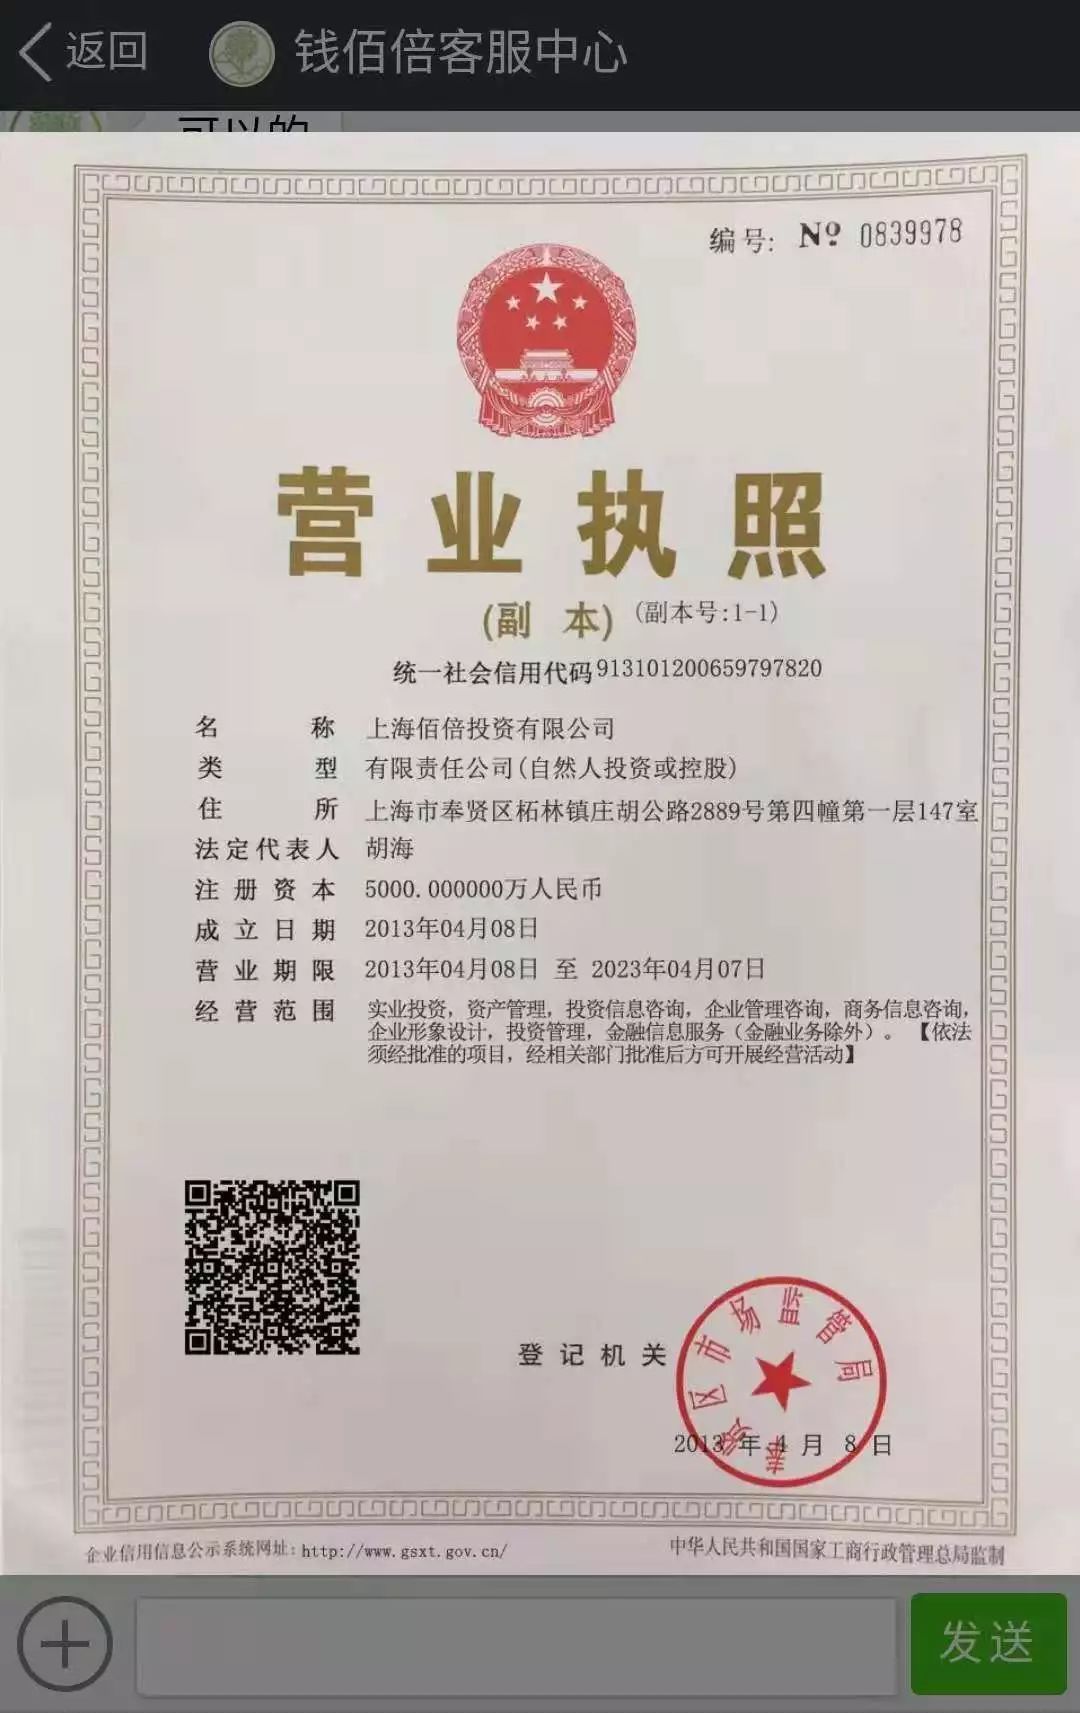 返回 钱佰倍客服中心
可以的
编号: Nº 0839978
营业执照
(副 本) (副本号:1-1)
统一社会信用代码913101200659797820
名称 上海佰倍投资有限公司
类型 有限责任公司(自然人投资或控股)
住所 上海市奉贤区柘林镇庄胡公路2889号第四幢第一层147室
法定代表人 胡海
注册资本 5000.000000万人民币
成立日期 2013年04月08日
营业期限 2013年04月08日 至 2023年04月07日
经营范围 实业投资，资产管理，投资信息咨询，企业管理咨询，商务信息咨询，
企业形象设计，投资管理，金融信息服务（金融业务除外）。【依法
须经批准的项目，经相关部门批准后方可开展经营活动】
区市场监管局
登记机关
2013 年 4 月 8 日
企业信用信息公示系统网址: http://www.gsxt.gov.cn/
中华人民共和国国家工商行政管理总局监制
发送